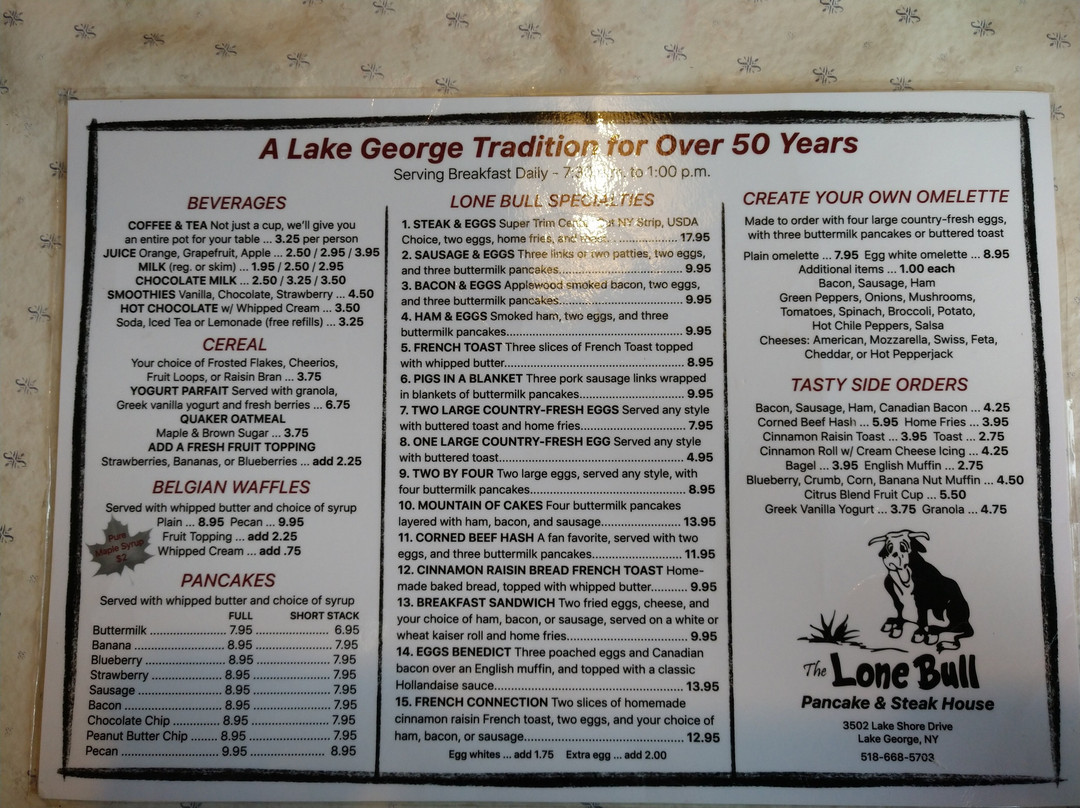 A Lake George Tradition for Over 50 Years
Serving Breakfast Daily - to 1:00 p.m.
BEVERAGES
COFFEE & TEA Not just a cup, we'll give you
an entire pot for your table ... 3.25 per person
JUICE Orange, Grapefruit, Apple ... 2.50 / 2.95 / 3.95
MILK (reg. or skim) ... 1.95 / 2.50 / 2.95
CHOCOLATE MILK ... 2.50 / 3.25 / 3.50
SMOOTHIES Vanilla, Chocolate, Strawberry ... 4.50
HOT CHOCOLATE w/ Whipped Cream ... 3.50
Soda, Iced Tea or Lemonade (free refills) ... 3.25
CEREAL
Your choice of Frosted Flakes, Cheerios,
Fruit Loops, or Raisin Bran ... 3.75
YOGURT PARFAIT Served with granola,
Greek vanilla yogurt and fresh berries ... 6.75
QUAKER OATMEAL
Maple & Brown Sugar ... 3.75
ADD A FRESH FRUIT TOPPING
Strawberries, Bananas, or Blueberries ... add 2.25
BELGIAN WAFFLES
Served with whipped butter and choice of syrup
Plain ... 8.95 Pecan ... 9.95
Fruit Topping ... add 2.25
Whipped Cream ... add .75
Pure
Maple Syrup
$2
PANCAKES
Served with whipped butter and choice of syrup
FULL SHORT STACK
Buttermilk ... 7.95 ... 6.95
Banana ... 8.95 ... 7.95
Blueberry ... 8.95 ... 7.95
Strawberry ... 8.95 ... 7.95
Sausage ... 8.95 ... 7.95
Bacon ... 8.95 ... 7.95
Chocolate Chip ... 8.95 ... 7.95
Peanut Butter Chip ... 8.95 ... 7.95
Pecan ... 9.95 ... 8.95
LONE BULL SPECIALTIES
1. STEAK & EGGS Super Trim NY Strip, USDA
Choice, two eggs, home fries, and ... 17.95
2. SAUSAGE & EGGS Three links or two patties, two eggs,
and three buttermilk pancakes... 9.95
3. BACON & EGGS Applewood smoked bacon, two eggs,
and three buttermilk pancakes... 9.95
4. HAM & EGGS Smoked ham, two eggs, and three
buttermilk pancakes... 9.95
5. FRENCH TOAST Three slices of French Toast topped
with whipped butter... 8.95
6. PIGS IN A BLANKET Three pork sausage links wrapped
in blankets of buttermilk pancakes... 9.95
7. TWO LARGE COUNTRY-FRESH EGGS Served any style
with buttered toast and home fries... 7.95
8. ONE LARGE COUNTRY-FRESH EGG Served any style
with buttered toast... 4.95
9. TWO BY FOUR Two large eggs, served any style, with
four buttermilk pancakes... 8.95
10. MOUNTAIN OF CAKES Four buttermilk pancakes
layered with ham, bacon, and sausage... 13.95
11. CORNED BEEF HASH A fan favorite, served with two
eggs, and three buttermilk pancakes... 11.95
12. CINNAMON RAISIN BREAD FRENCH TOAST Home-
made baked bread, topped with whipped butter... 9.95
13. BREAKFAST SANDWICH Two fried eggs, cheese, and
your choice of ham, bacon, or sausage, served on a white or
wheat kaiser roll and home fries... 9.95
14. EGGS BENEDICT Three poached eggs and Canadian
bacon over an English muffin, and topped with a classic
Hollandaise sauce... 13.95
15. FRENCH CONNECTION Two slices of homemade
cinnamon raisin French toast, two eggs, and your choice of
ham, bacon, or sausage... 12.95
Egg whites ... add 1.75 Extra egg ... add 2.00
CREATE YOUR OWN OMELETTE
Made to order with four large country-fresh eggs,
with three buttermilk pancakes or buttered toast
Plain omelette ... 7.95 Egg white omelette ... 8.95
Additional items ... 1.00 each
Bacon, Sausage, Ham
Green Peppers, Onions, Mushrooms,
Tomatoes, Spinach, Broccoli, Potato,
Hot Chile Peppers, Salsa
Cheeses: American, Mozzarella, Swiss, Feta,
Cheddar, or Hot Pepperjack
TASTY SIDE ORDERS
Bacon, Sausage, Ham, Canadian Bacon ... 4.25
Corned Beef Hash ... 5.95 Home Fries ... 3.95
Cinnamon Raisin Toast ... 3.95 Toast ... 2.75
Cinnamon Roll w/ Cream Cheese Icing ... 4.25
Bagel ... 3.95 English Muffin ... 2.75
Blueberry, Crumb, Corn, Banana Nut Muffin ... 4.50
Citrus Blend Fruit Cup ... 5.50
Greek Vanilla Yogurt ... 3.75 Granola ... 4.75
The Lone Bull
Pancake & Steak House
3502 Lake Shore Drive
Lake George, NY
518-668-5703